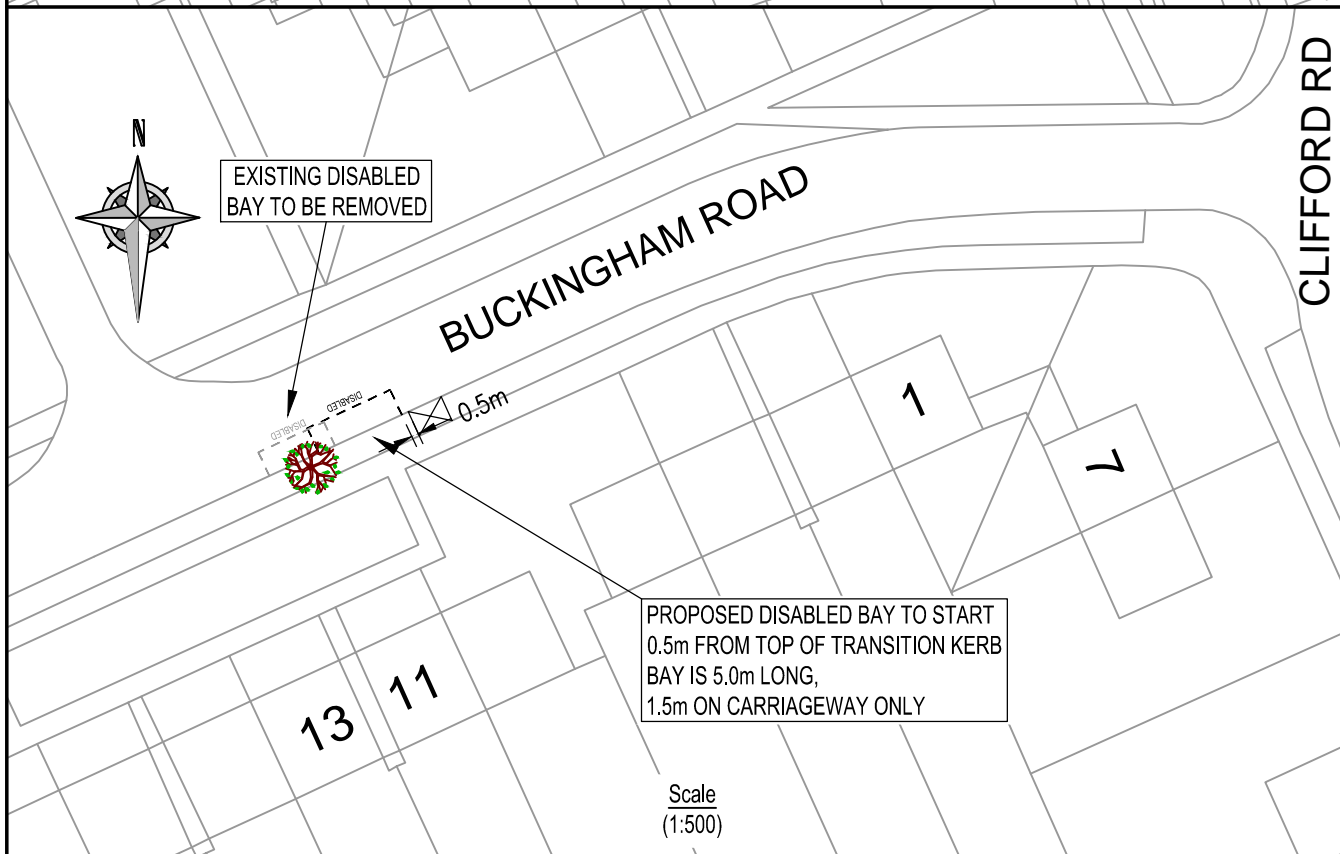 CLIFFORD RD
N
EXISTING DISABLED
BAY TO BE REMOVED
BUCKINGHAM ROAD
DISABLED
DISABLED
0.5m
1
7
PROPOSED DISABLED BAY TO START
0.5m FROM TOP OF TRANSITION KERB
BAY IS 5.0m LONG,
1.5m ON CARRIAGEWAY ONLY
11
13
Scale
(1:500)